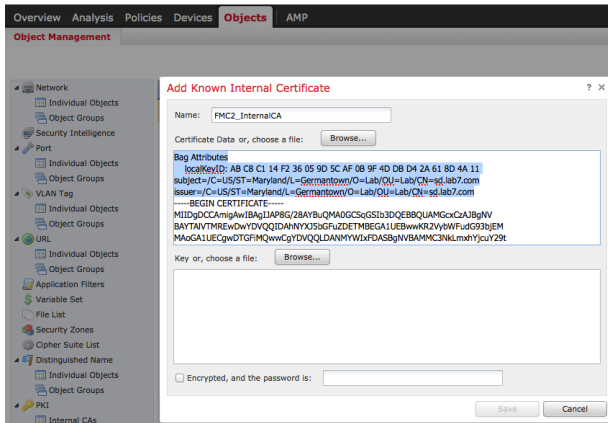 Overview Analysis Policies Devices Objects AMP
Object Management
Network
Individual Objects
Object Groups
Security Intelligence
Port
Individual Objects
Object Groups
VLAN Tag
Individual Objects
Object Groups
URL
Individual Objects
Object Groups
Application Filters
Variable Set
File List
Security Zones
Cipher Suite List
Distinguished Name
Individual Objects
Object Groups
PKI
Internal CAs
Add Known Internal Certificate ? ×
Name: FMC2_InternalCA
Certificate Data or, choose a file: Browse...
Bag Attributes
localKeyID: AB C8 C1 14 F2 36 05 9D 5C AF 0B 9F 4D DB D4 2A 61 8D 4A 11
subject=/C=US/ST=Maryland/L=Germantown/O=Lab/OU=Lab/CN=sd.lab7.com
issuer=/C=US/ST=Maryland/L=Germantown/O=Lab/OU=Lab/CN=sd.lab7.com
-----BEGIN CERTIFICATE-----
MIIDgDCCAmigAwIBAgIJAP8G/28AYBuQMA0GCSqGSIb3DQEBBQUAMGcxCzAJBgNV
BAYTAlVTMREwDwYDVQQIDAhNYXJ5bGFuZDETMBEGA1UEBwwKR2VybWFudG93bjEM
MAoGA1UECgwDTGFiMQwwCgYDVQQLDANMYWIxFDASBgNVBAMMC3NkLmxhYjcuY29t
Key or, choose a file: Browse...
Encrypted, and the password is:
Save Cancel